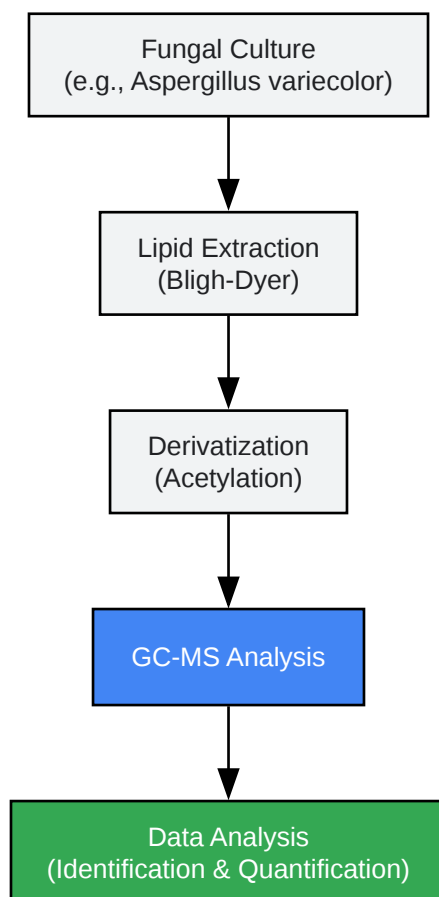 Fungal Culture
(e.g., Aspergillus variecolor)
Lipid Extraction
(Bligh-Dyer)
Derivatization
(Acetylation)
GC-MS Analysis
Data Analysis
(Identification & Quantification)